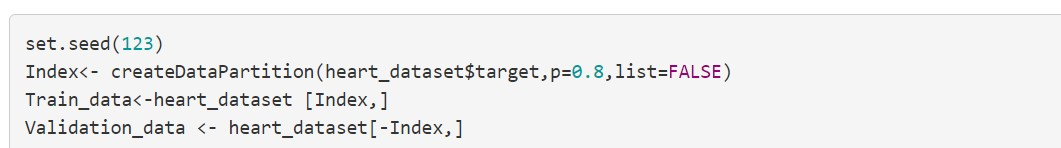 set.seed(123)
Index<- createDataPartition(heart_dataset$target,p=0.8,list=FALSE)
Train_data<-heart_dataset [Index,]
Validation_data <- heart_dataset[-Index,]